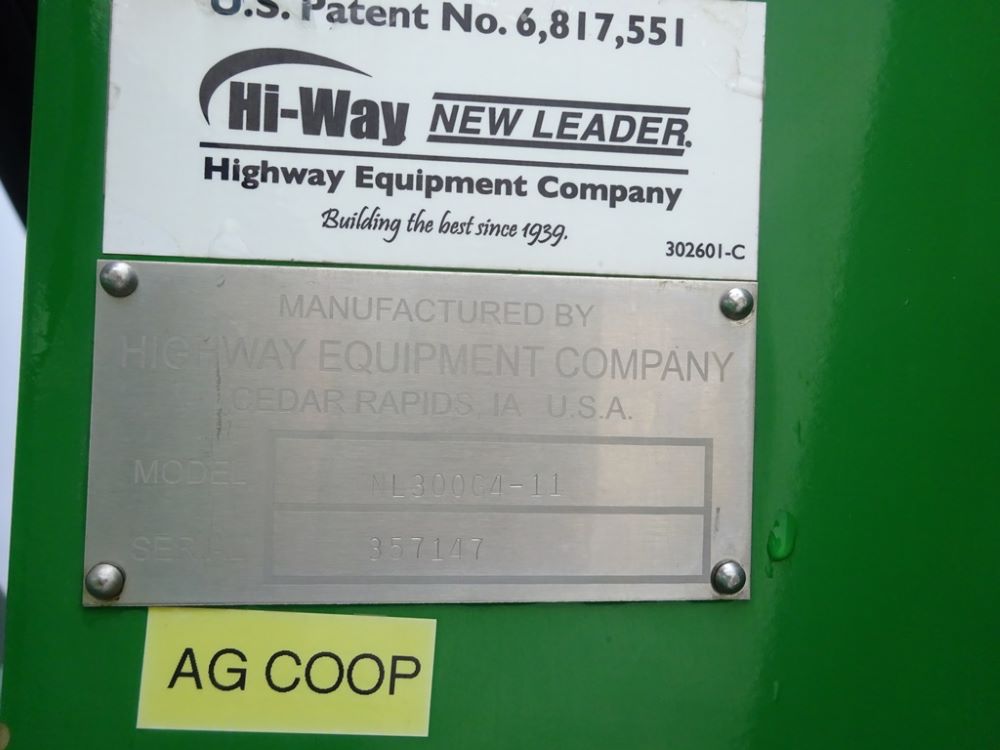 U.S. Patent No. 6,817,551
Hi-Way NEW LEADER.
Highway Equipment Company
Building the best since 1939.
302601-C
MANUFACTURED BY
HIGHWAY EQUIPMENT COMPANY
CEDAR RAPIDS, IA U.S.A.
MODEL NL300G4-11
SERIAL 357147
AG COOP